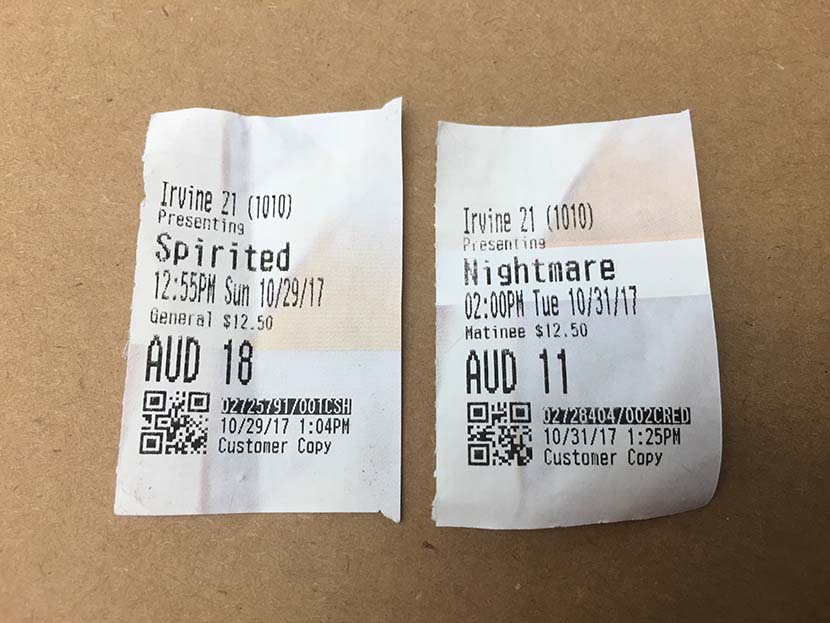 Irvine 21 (1010)
Presenting
Spirited
12:55PM Sun 10/29/17
General $12.50
AUD 18
02725791/001CSH
10/29/17 1:04PM
Customer Copy
Irvine 21 (1010)
Presenting
Nightmare
02:00PM Tue 10/31/17
Matinee $12.50
AUD 11
02728404/002CRED
10/31/17 1:25PM
Customer Copy